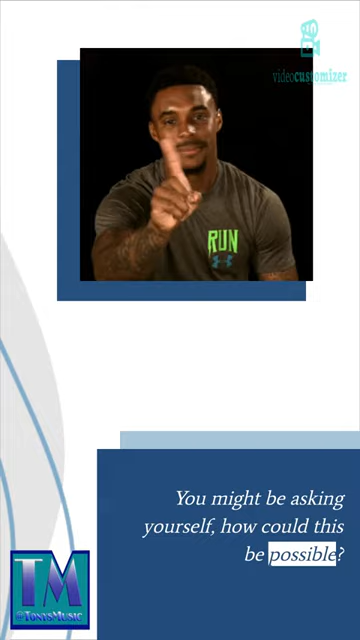 videocustomizer
RUN
You might be asking
yourself, how could this
be possible?
TM
@TonysMusic